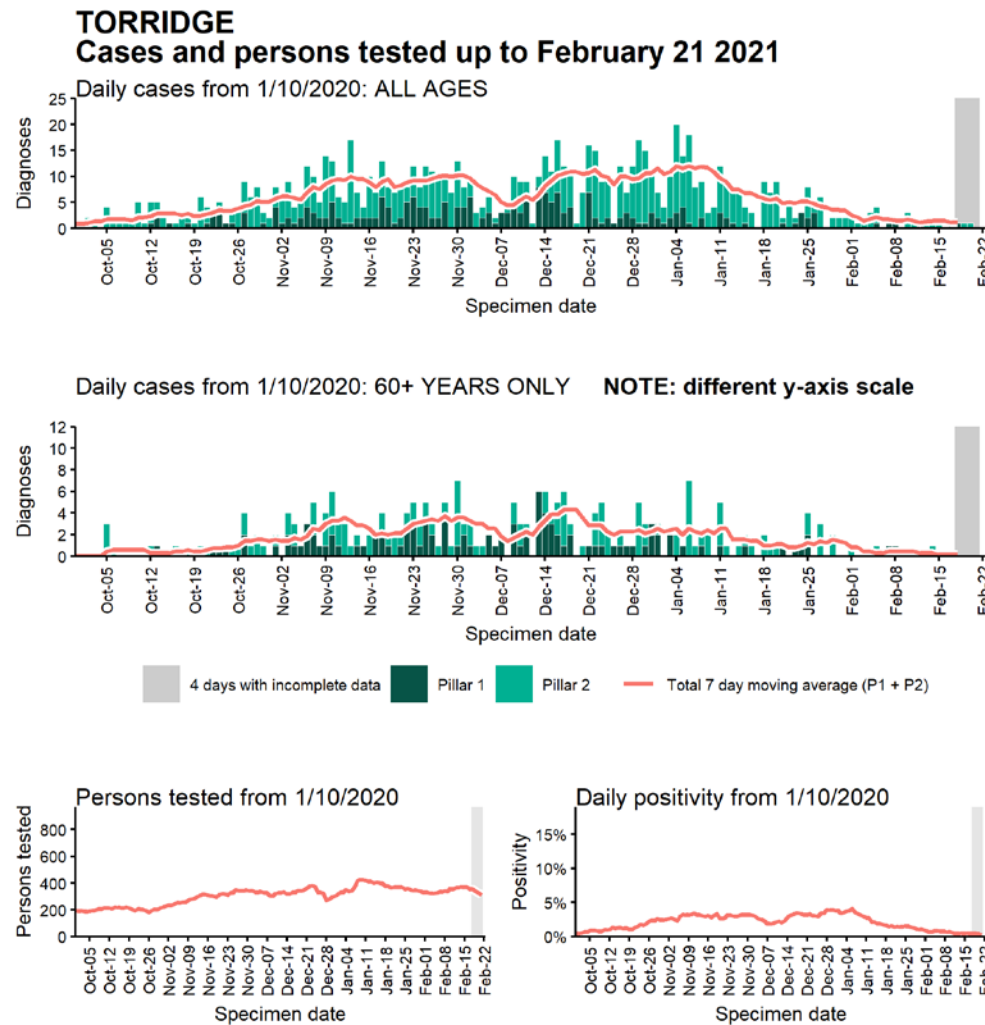 TORRIDGE
Cases and persons tested up to February 21 2021
Daily cases from 1/10/2020: ALL AGES
Diagnoses
25
20
15
10
5
0
Oct-05 Oct-12 Oct-19 Oct-26 Nov-02 Nov-09 Nov-16 Nov-23 Nov-30 Dec-07 Dec-14 Dec-21 Dec-28 Jan-04 Jan-11 Jan-18 Jan-25 Feb-01 Feb-08 Feb-15 Feb-22
Specimen date
Daily cases from 1/10/2020: 60+ YEARS ONLY NOTE: different y-axis scale
Diagnoses
12
10
8
6
4
2
0
Oct-05 Oct-12 Oct-19 Oct-26 Nov-02 Nov-09 Nov-16 Nov-23 Nov-30 Dec-07 Dec-14 Dec-21 Dec-28 Jan-04 Jan-11 Jan-18 Jan-25 Feb-01 Feb-08 Feb-15 Feb-22
Specimen date
4 days with incomplete data Pillar 1 Pillar 2 Total 7 day moving average (P1 + P2)
Persons tested from 1/10/2020
Persons tested
800
600
400
200
0
Oct-05 Oct-12 Oct-19 Oct-26 Nov-02 Nov-09 Nov-16 Nov-23 Nov-30 Dec-07 Dec-14 Dec-21 Dec-28 Jan-04 Jan-11 Jan-18 Jan-25 Feb-01 Feb-08 Feb-15 Feb-22
Specimen date
Daily positivity from 1/10/2020
Positivity
15%
10%
5%
0%
Oct-05 Oct-12 Oct-19 Oct-26 Nov-02 Nov-09 Nov-16 Nov-23 Nov-30 Dec-07 Dec-14 Dec-21 Dec-28 Jan-04 Jan-11 Jan-18 Jan-25 Feb-01 Feb-08 Feb-15 Feb-22
Specimen date